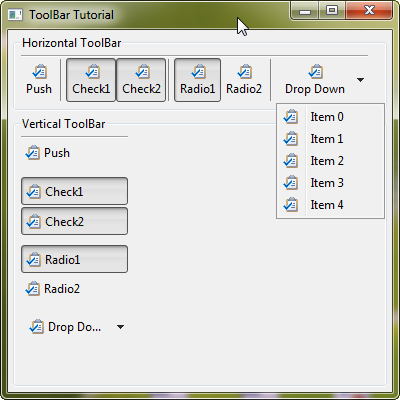 ToolBar Tutorial
Horizontal ToolBar
Push Check1 Check2 Radio1 Radio2 Drop Down
Item 0
Item 1
Item 2
Item 3
Item 4
Vertical ToolBar
Push
Check1
Check2
Radio1
Radio2
Drop Do...